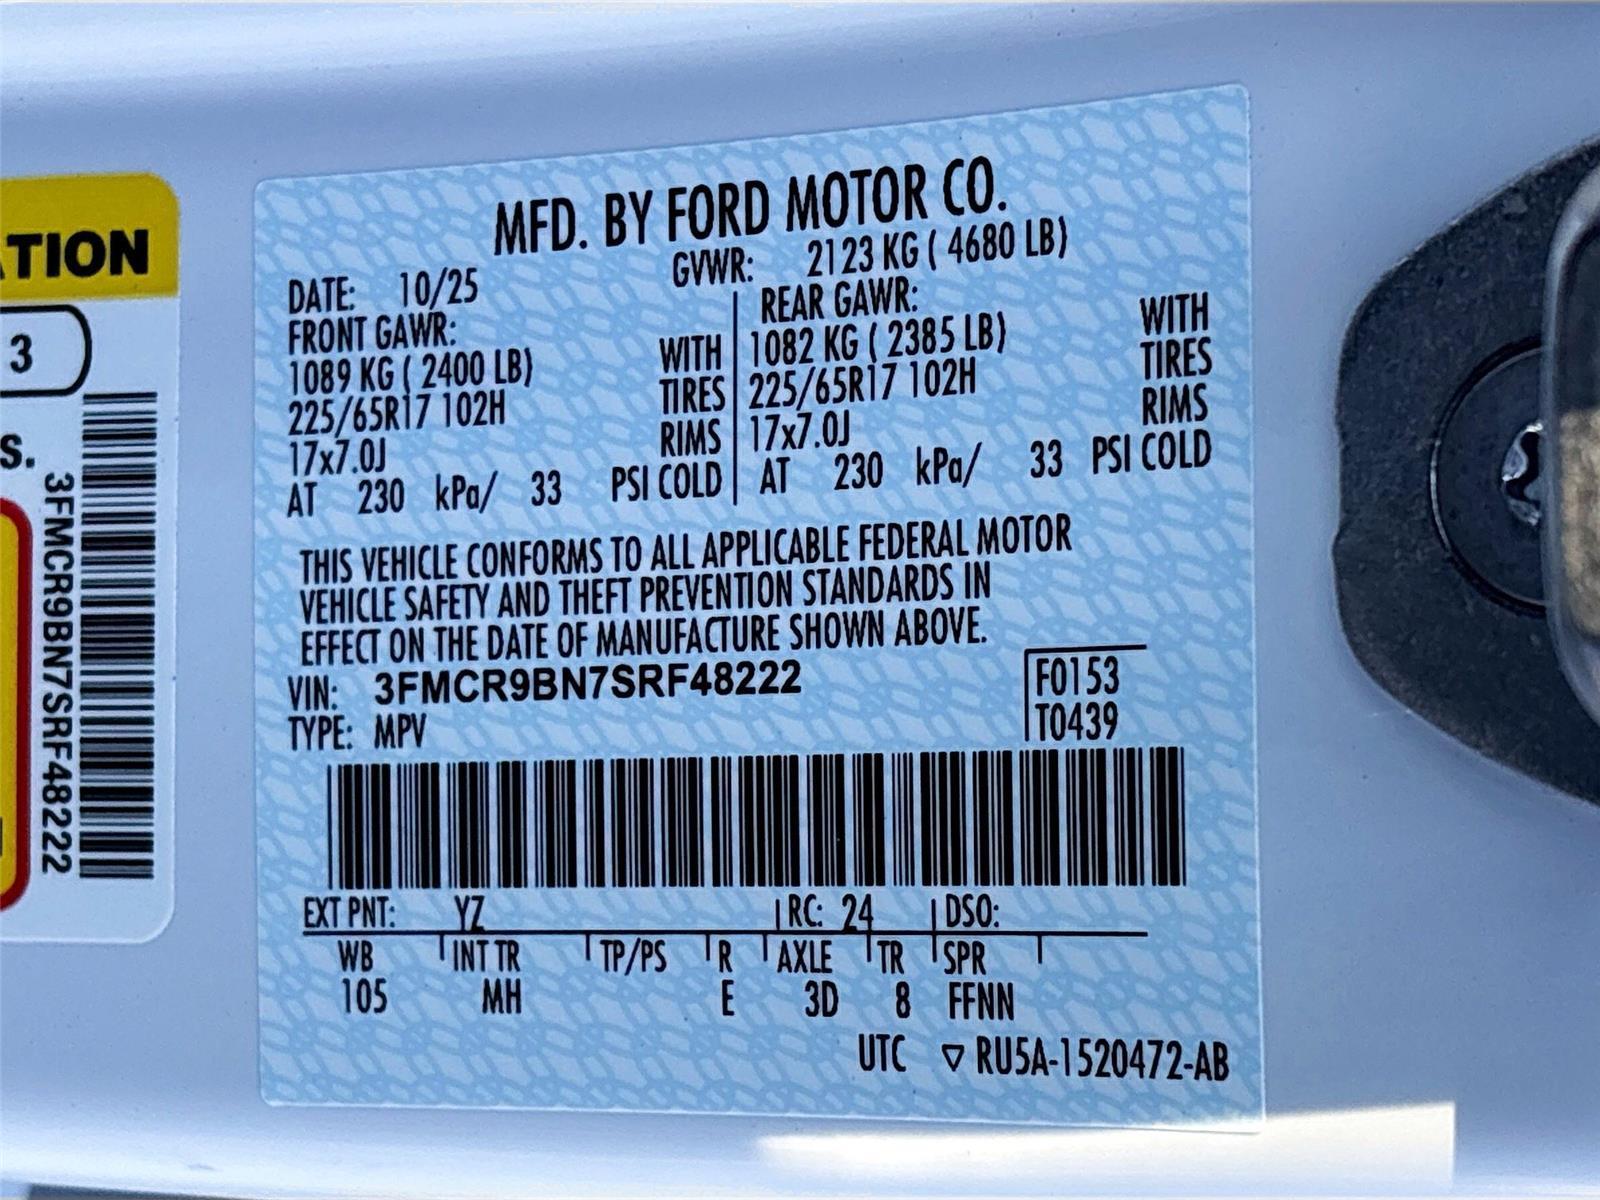 ATION
3
S.
3FMCR9BN7SRF48222
MFD. BY FORD MOTOR CO.
DATE: 10/25 GVWR: 2123 KG ( 4680 LB)
FRONT GAWR: REAR GAWR:
1089 KG ( 2400 LB) WITH 1082 KG ( 2385 LB) WITH
225/65R17 102H TIRES 225/65R17 102H TIRES
17x7.0J RIMS 17x7.0J RIMS
AT 230 kPa/ 33 PSI COLD AT 230 kPa/ 33 PSI COLD
THIS VEHICLE CONFORMS TO ALL APPLICABLE FEDERAL MOTOR
VEHICLE SAFETY AND THEFT PREVENTION STANDARDS IN
EFFECT ON THE DATE OF MANUFACTURE SHOWN ABOVE.
VIN: 3FMCR9BN7SRF48222 F0153
TYPE: MPV T0439
EXT PNT: YZ RC: 24 DSO:
WB INT TR TP/PS R AXLE TR SPR
105 MH E 3D 8 FFNN
UTC ▽ RU5A-1520472-AB